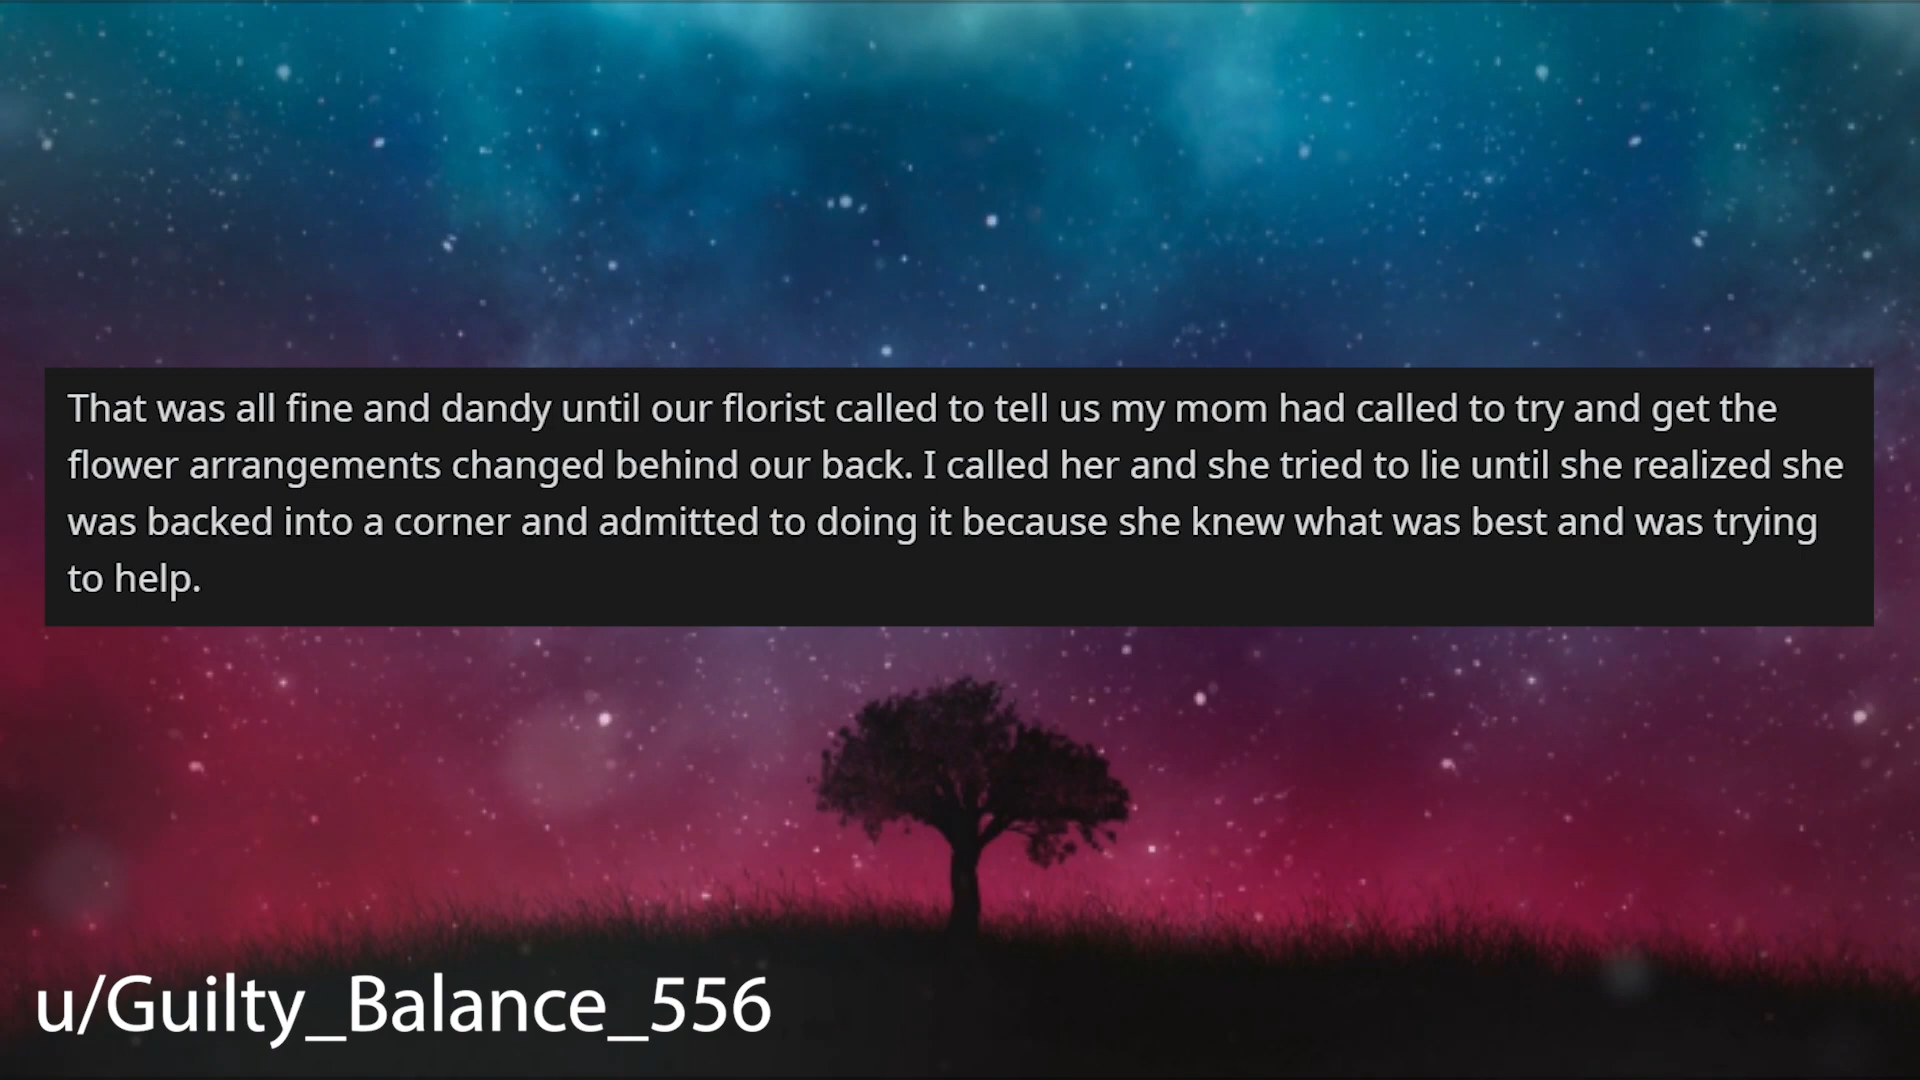 That was all fine and dandy until our florist called to tell us my mom had called to try and get the
flower arrangements changed behind our back. I called her and she tried to lie until she realized she
was backed into a corner and admitted to doing it because she knew what was best and was trying
to help.
u/Guilty_Balance_556